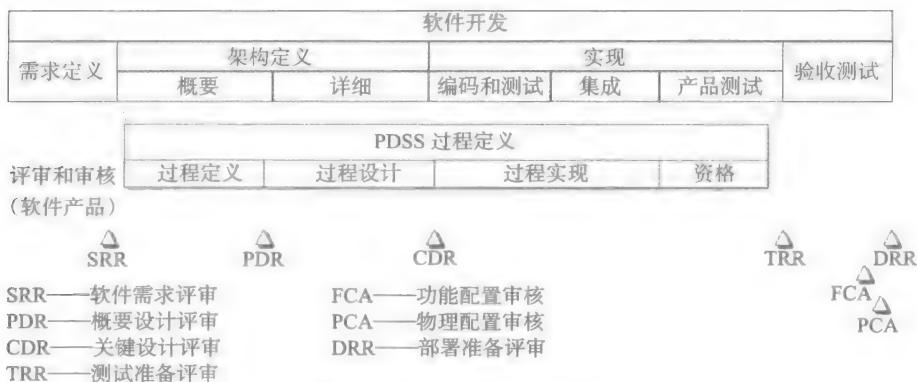 软件开发
需求定义 架构定义 实现 验收测试
概要 详细 编码和测试 集成 产品测试
PDSS 过程定义
评审和审核 过程定义 过程设计 过程实现 资格
（软件产品）
SRR PDR CDR TRR DRR
FCA
PCA
SRR——软件需求评审 FCA——功能配置审核
PDR——概要设计评审 PCA——物理配置审核
CDR——关键设计评审 DRR——部署准备评审
TRR——测试准备评审